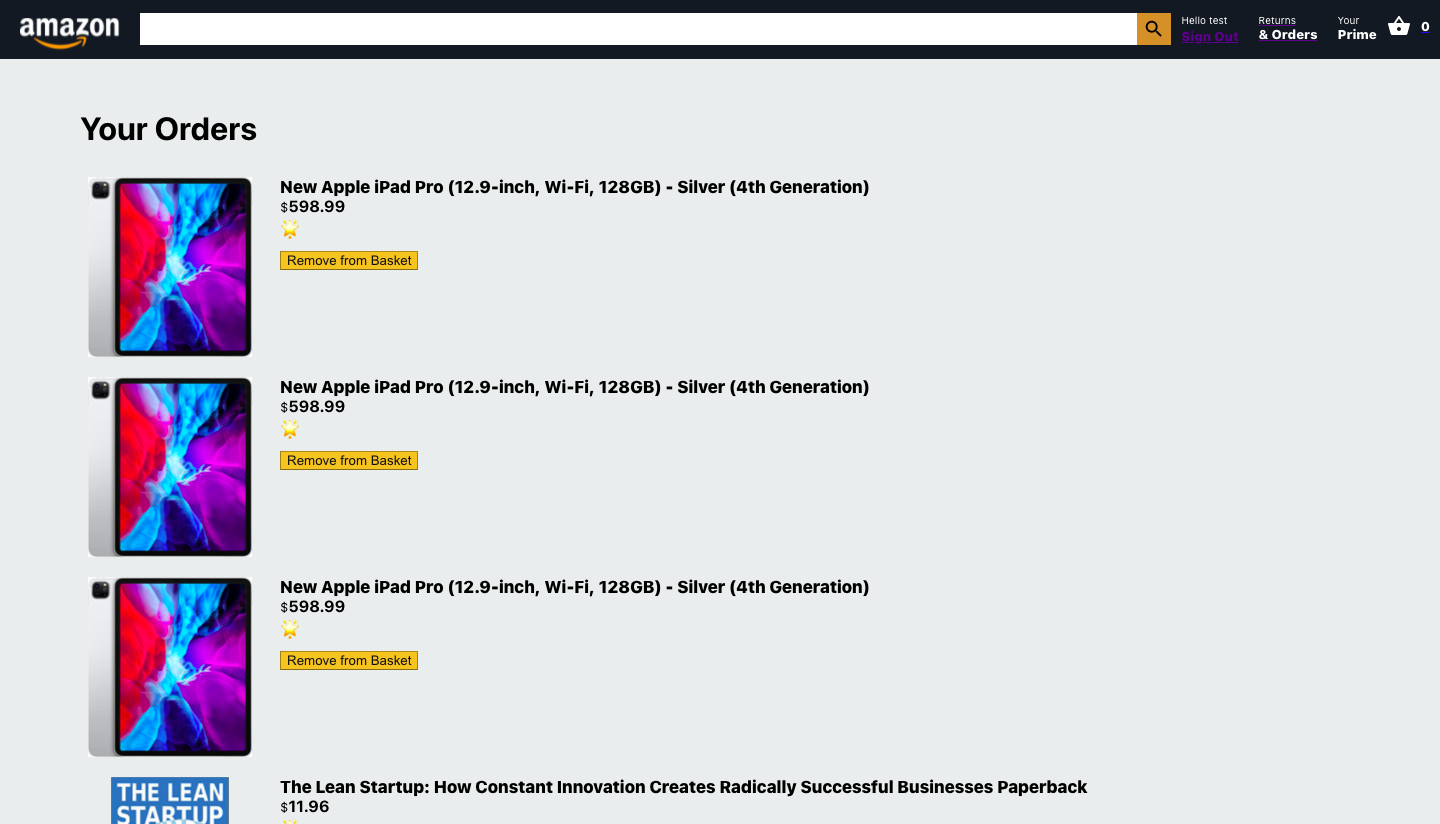 amazon
Hello test
Sign Out
Returns
& Orders
Your
Prime
0
Your Orders
New Apple iPad Pro (12.9-inch, Wi-Fi, 128GB) - Silver (4th Generation)
$598.99
Remove from Basket
New Apple iPad Pro (12.9-inch, Wi-Fi, 128GB) - Silver (4th Generation)
$598.99
Remove from Basket
New Apple iPad Pro (12.9-inch, Wi-Fi, 128GB) - Silver (4th Generation)
$598.99
Remove from Basket
THE LEAN
STARTUP
The Lean Startup: How Constant Innovation Creates Radically Successful Businesses Paperback
$11.96